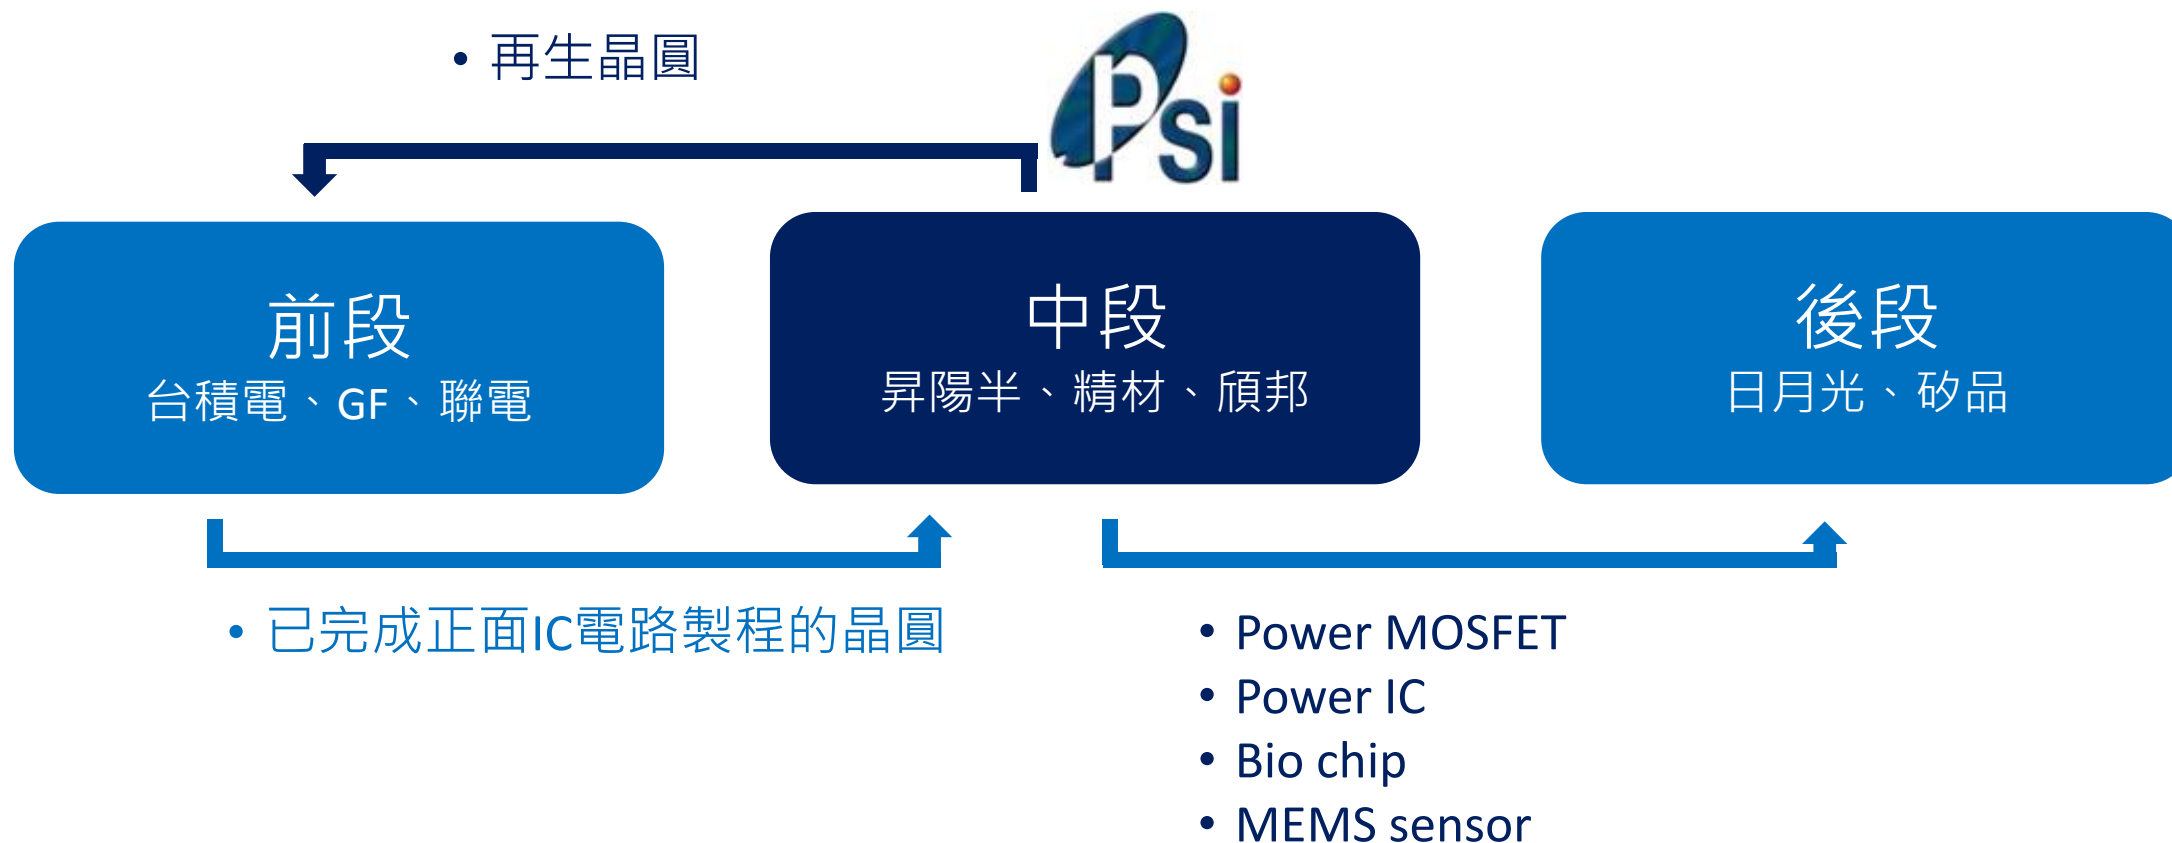 • 再生晶圓
Psi
前段
台積電、GF、聯電
中段
昇陽半、精材、頎邦
後段
日月光、矽品
• 已完成正面IC電路製程的晶圓
• Power MOSFET
• Power IC
• Bio chip
• MEMS sensor